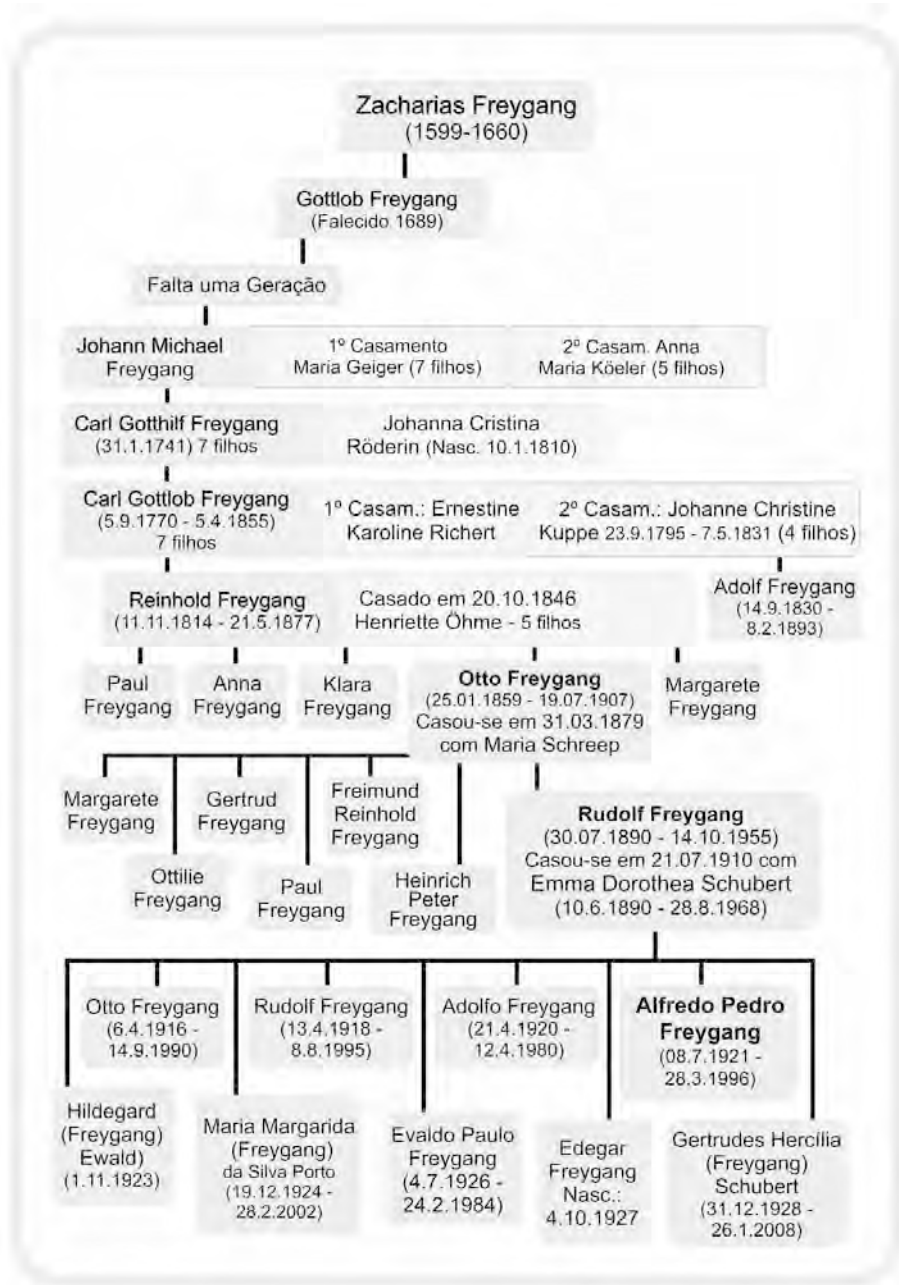 Zacharias Freygang
(1599-1660)
Gottlob Freygang
(Falecido 1689)
Falta uma Geração
Johann Michael
Freygang
1º Casamento
Maria Geiger (7 filhos)
2º Casam. Anna
Maria Köeler (5 filhos)
Carl Gotthilf Freygang
(31.1.1741) 7 filhos
Johanna Cristina
Röderin (Nasc. 10.1.1810)
Carl Gottlob Freygang
(5.9.1770 - 5.4.1855)
7 filhos
1º Casam.: Ernestine
Karoline Richert
2º Casam.: Johanne Christine
Kuppe 23.9.1795 - 7.5.1831 (4 filhos)
Adolf Freygang
(14.9.1830 -
8.2.1893)
Reinhold Freygang
(11.11.1814 - 21.5.1877)
Casado em 20.10.1846
Henriette Öhme - 5 filhos
Paul
Freygang
Anna
Freygang
Klara
Freygang
Otto Freygang
(25.01.1859 - 19.07.1907)
Casou-se em 31.03.1879
com Maria Schreep
Margarete
Freygang
Margarete
Freygang
Ottilie
Freygang
Gertrud
Freygang
Paul
Freygang
Freimund
Reinhold
Freygang
Heinrich
Peter
Freygang
Rudolf Freygang
(30.07.1890 - 14.10.1955)
Casou-se em 21.07.1910 com
Emma Dorothea Schubert
(10.6.1890 - 28.8.1968)
Otto Freygang
(6.4.1916 -
14.9.1990)
Rudolf Freygang
(13.4.1918 -
8.8.1995)
Adolfo Freygang
(21.4.1920 -
12.4.1980)
Alfredo Pedro
Freygang
(08.7.1921 -
28.3.1996)
Hildegard
(Freygang)
Ewald)
(1.11.1923)
Maria Margarida
(Freygang)
da Silva Porto
(19.12.1924 -
28.2.2002)
Evaldo Paulo
Freygang
(4.7.1926 -
24.2.1984)
Edegar
Freygang
Nasc.:
4.10.1927
Gertrudes Hercília
(Freygang)
Schubert
(31.12.1928 -
26.1.2008)